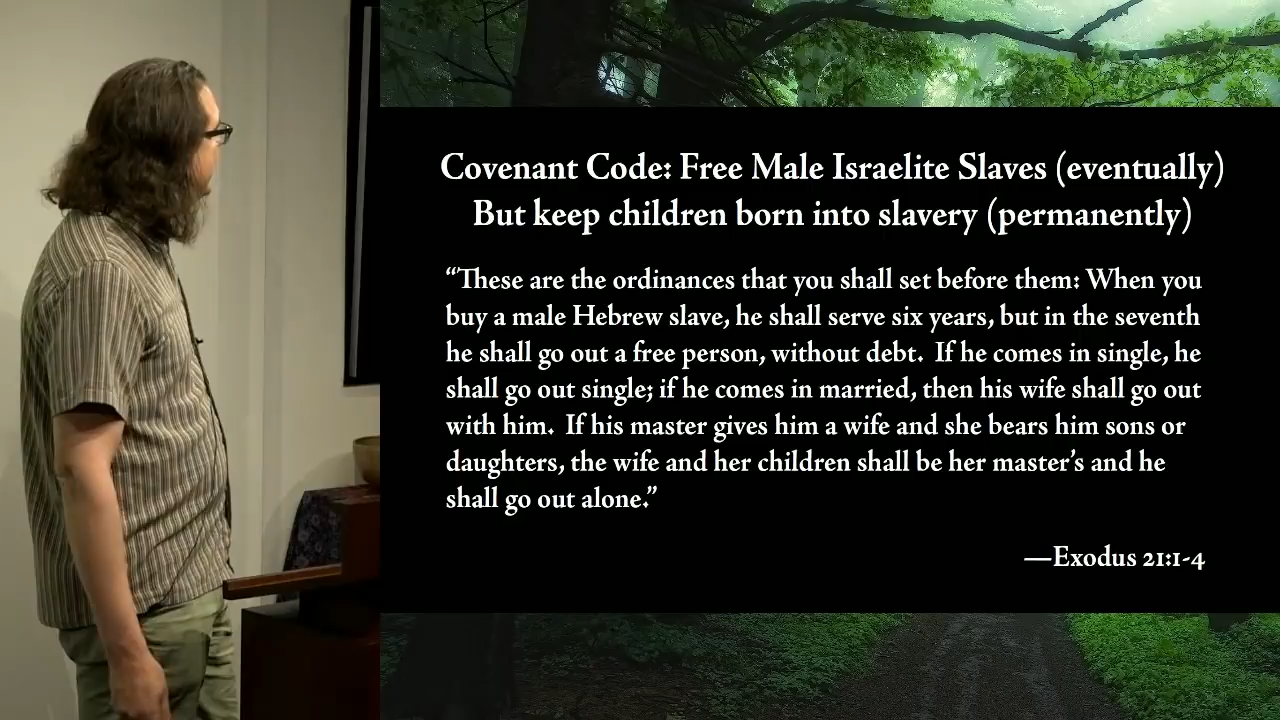 Covenant Code: Free Male Israelite Slaves (eventually)
But keep children born into slavery (permanently)
“These are the ordinances that you shall set before them: When you
buy a male Hebrew slave, he shall serve six years, but in the seventh
he shall go out a free person, without debt. If he comes in single, he
shall go out single; if he comes in married, then his wife shall go out
with him. If his master gives him a wife and she bears him sons or
daughters, the wife and her children shall be her master’s and he
shall go out alone.”
—Exodus 21:1-4